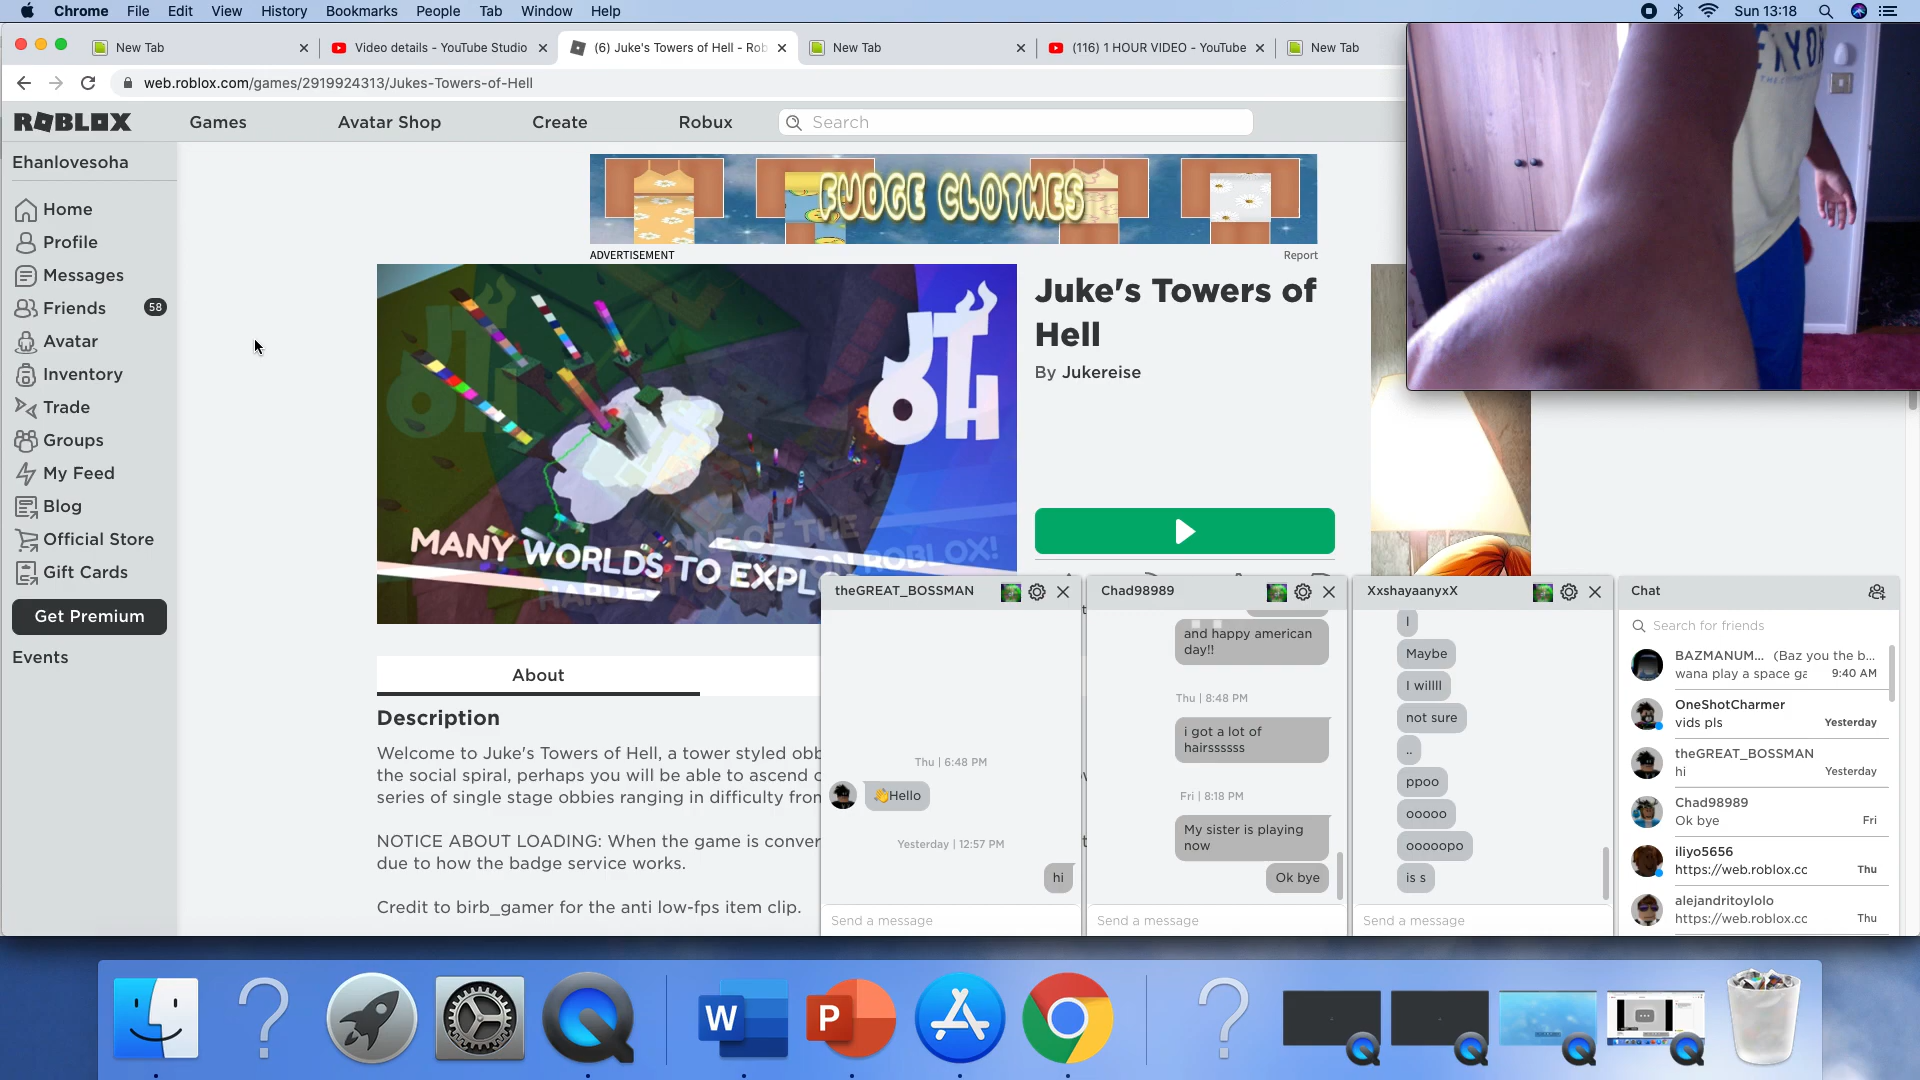 Chrome File Edit View History Bookmarks People Tab Window Help
Sun 13:18
New Tab
Video details - YouTube Studio
(6) Juke's Towers of Hell - Rob
New Tab
(116) 1 HOUR VIDEO - YouTube
New Tab
web.roblox.com/games/2919924313/Jukes-Towers-of-Hell
ROBLOX
Games
Avatar Shop
Create
Robux
Search
Ehanlovesoha
Home
Profile
Messages
Friends
58
Avatar
Inventory
Trade
Groups
My Feed
Blog
Official Store
Gift Cards
Get Premium
Events
FUDGE CLOTHES
ADVERTISEMENT
Report
JTOH
JTOH
MANY WORLDS TO EXPL
ON ROBLOX!
Juke's Towers of
Hell
By Jukereise
About
Description
Welcome to Juke's Towers of Hell, a tower styled obb
the social spiral, perhaps you will be able to ascend
series of single stage obbies ranging in difficulty from
NOTICE ABOUT LOADING: When the game is conver
due to how the badge service works.
Credit to birb_gamer for the anti low-fps item clip.
theGREAT_BOSSMAN
Thu | 6:48 PM
👋Hello
Yesterday | 12:57 PM
hi
Send a message
Chad98989
and happy american
day!!
Thu | 8:48 PM
i got a lot of
hairssssss
Fri | 8:18 PM
My sister is playing
now
Ok bye
Send a message
XxshayaanyxX
I
Maybe
I willlll
not sure
..
ppoo
ooooo
ooooopo
is s
Send a message
Chat
Search for friends
BAZMANUM... (Baz you the b...
wana play a space ga 9:40 AM
OneShotCharmer
vids pls Yesterday
theGREAT_BOSSMAN
hi Yesterday
Chad98989
Ok bye Fri
iliyo5656
https://web.roblox.cc Thu
alejandritoylolo
https://web.roblox.cc Thu
W
P